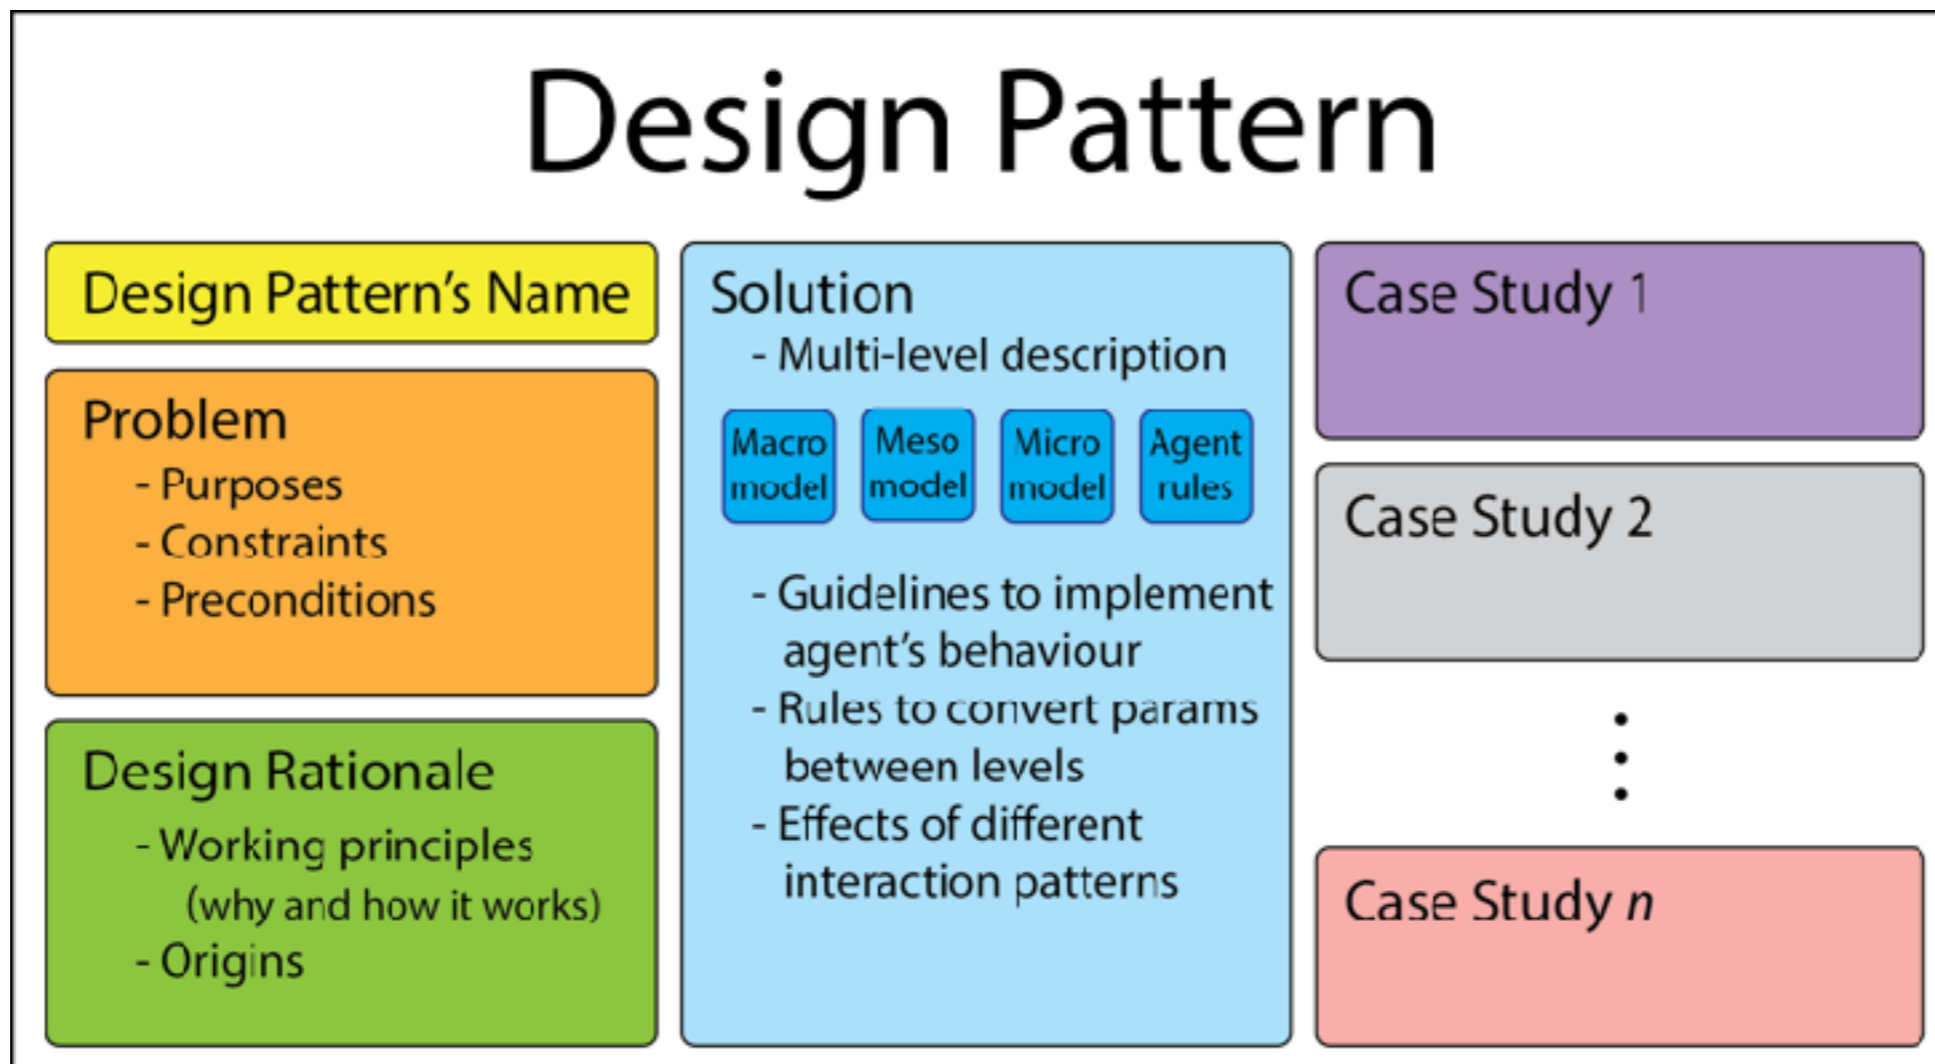 Design Pattern
Design Pattern's Name
Problem
- Purposes
- Constraints
- Preconditions
Design Rationale
- Working principles
(why and how it works)
- Origins
Solution
- Multi-level description
Macro
model
Meso
model
Micro
model
Agent
rules
- Guidelines to implement
agent's behaviour
- Rules to convert params
between levels
- Effects of different
interaction patterns
Case Study 1
Case Study 2
Case Study n